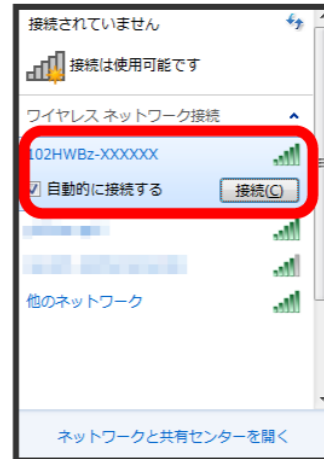 接続されていません
接続は使用可能です
ワイヤレス ネットワーク接続
102HWBz-XXXXXX
自動的に接続する
接続(C)
他のネットワーク
ネットワークと共有センターを開く